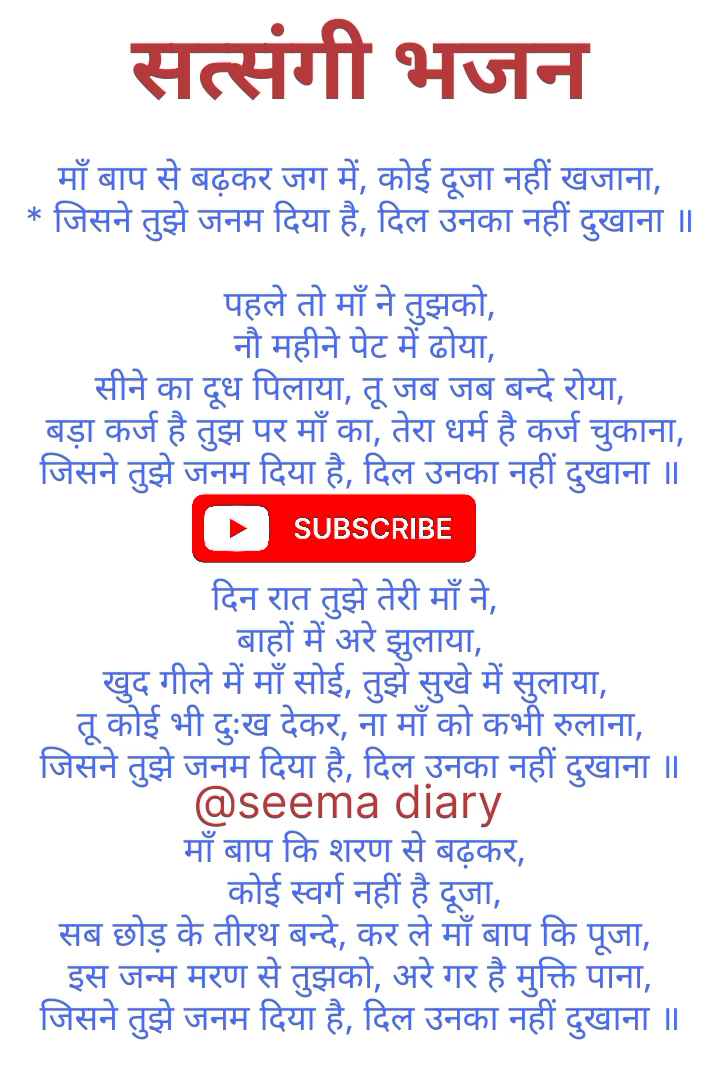 सत्संगी भजन
माँ बाप से बढ़कर जग में, कोई दूजा नहीं खजाना,
* जिसने तुझे जनम दिया है, दिल उनका नहीं दुखाना ॥
पहले तो माँ ने तुझको,
नौ महीने पेट में ढोया,
सीने का दूध पिलाया, तू जब जब बन्दे रोया,
बड़ा कर्ज है तुझ पर माँ का, तेरा धर्म है कर्ज चुकाना,
जिसने तुझे जनम दिया है, दिल उनका नहीं दुखाना ॥
SUBSCRIBE
दिन रात तुझे तेरी माँ ने,
बाहों में अरे झुलाया,
खुद गीले में माँ सोई, तुझे सुखे में सुलाया,
तू कोई भी दुःख देकर, ना माँ को कभी रुलाना,
जिसने तुझे जनम दिया है, दिल उनका नहीं दुखाना ॥
@seema diary
माँ बाप कि शरण से बढ़कर,
कोई स्वर्ग नहीं है दूजा,
सब छोड़ के तीरथ बन्दे, कर ले माँ बाप कि पूजा,
इस जन्म मरण से तुझको, अरे गर है मुक्ति पाना,
जिसने तुझे जनम दिया है, दिल उनका नहीं दुखाना ॥